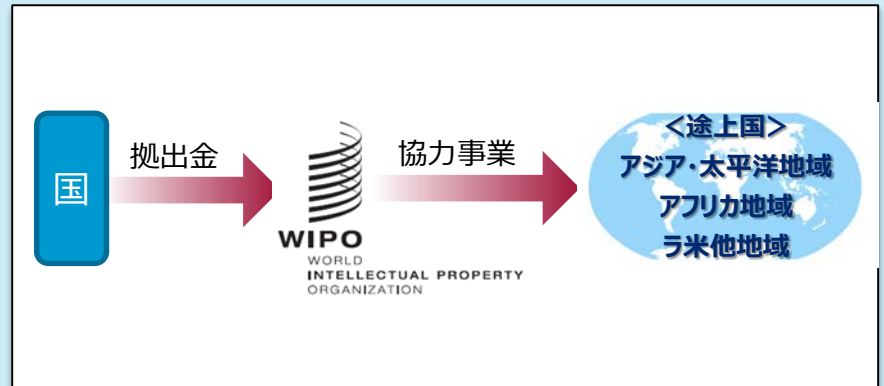 国
拠出金
WIPO
WORLD
INTELLECTUAL PROPERTY
ORGANIZATION
協力事業
＜途上国＞
アジア・太平洋地域
アフリカ地域
ラ米他地域